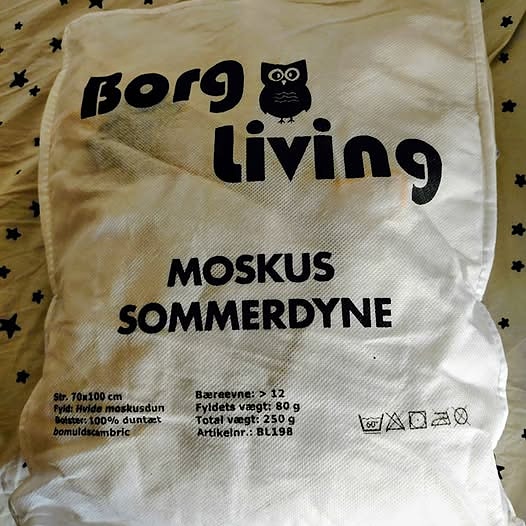 Borg
Living
MOSKUS
SOMMERDYNE
Str. 70x100 cm
Fyld: Hvide moskusdun
Bolster: 100% duntæt
bomuldscambric
Bæreevne: > 12
Fyldets vægt: 80 g
Total vægt: 250 g
Artikelnr.: BL198
60°